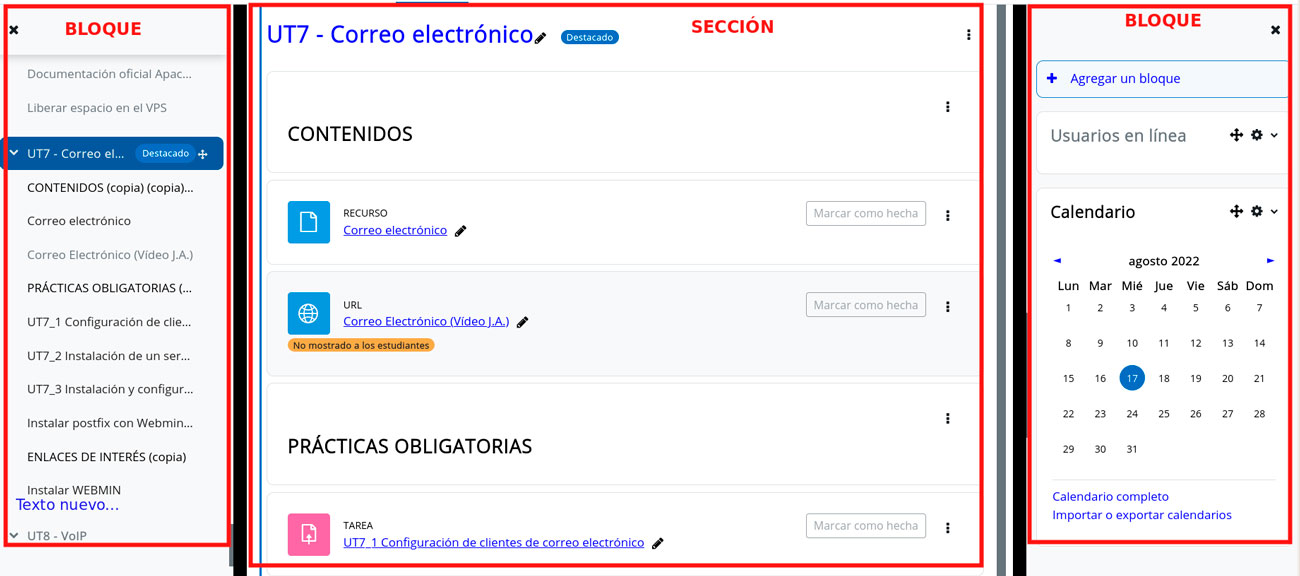 BLOQUE
Documentación oficial Apac...
Liberar espacio en el VPS
UT7 - Correo el... Destacado
CONTENIDOS (copia) (copia)...
Correo electrónico
Correo Electrónico (Vídeo J.A.)
PRÁCTICAS OBLIGATORIAS (...
UT7_1 Configuración de clie...
UT7_2 Instalación de un ser...
UT7_3 Instalación y configur...
Instalar postfix con Webmin...
ENLACES DE INTERÉS (copia)
Instalar WEBMIN
Texto nuevo...
UT8 - VoIP
SECCIÓN
UT7 - Correo electrónico Destacado
CONTENIDOS
RECURSO
Correo electrónico
Marcar como hecha
URL
Correo Electrónico (Vídeo J.A.)
Marcar como hecha
No mostrado a los estudiantes
PRÁCTICAS OBLIGATORIAS
TAREA
UT7_1 Configuración de clientes de correo electrónico
Marcar como hecha
BLOQUE
Agregar un bloque
Usuarios en línea
Calendario
agosto 2022
Lun Mar Mié Jue Vie Sáb Dom
1 2 3 4 5 6 7
8 9 10 11 12 13 14
15 16 17 18 19 20 21
22 23 24 25 26 27 28
29 30 31
Calendario completo
Importar o exportar calendarios